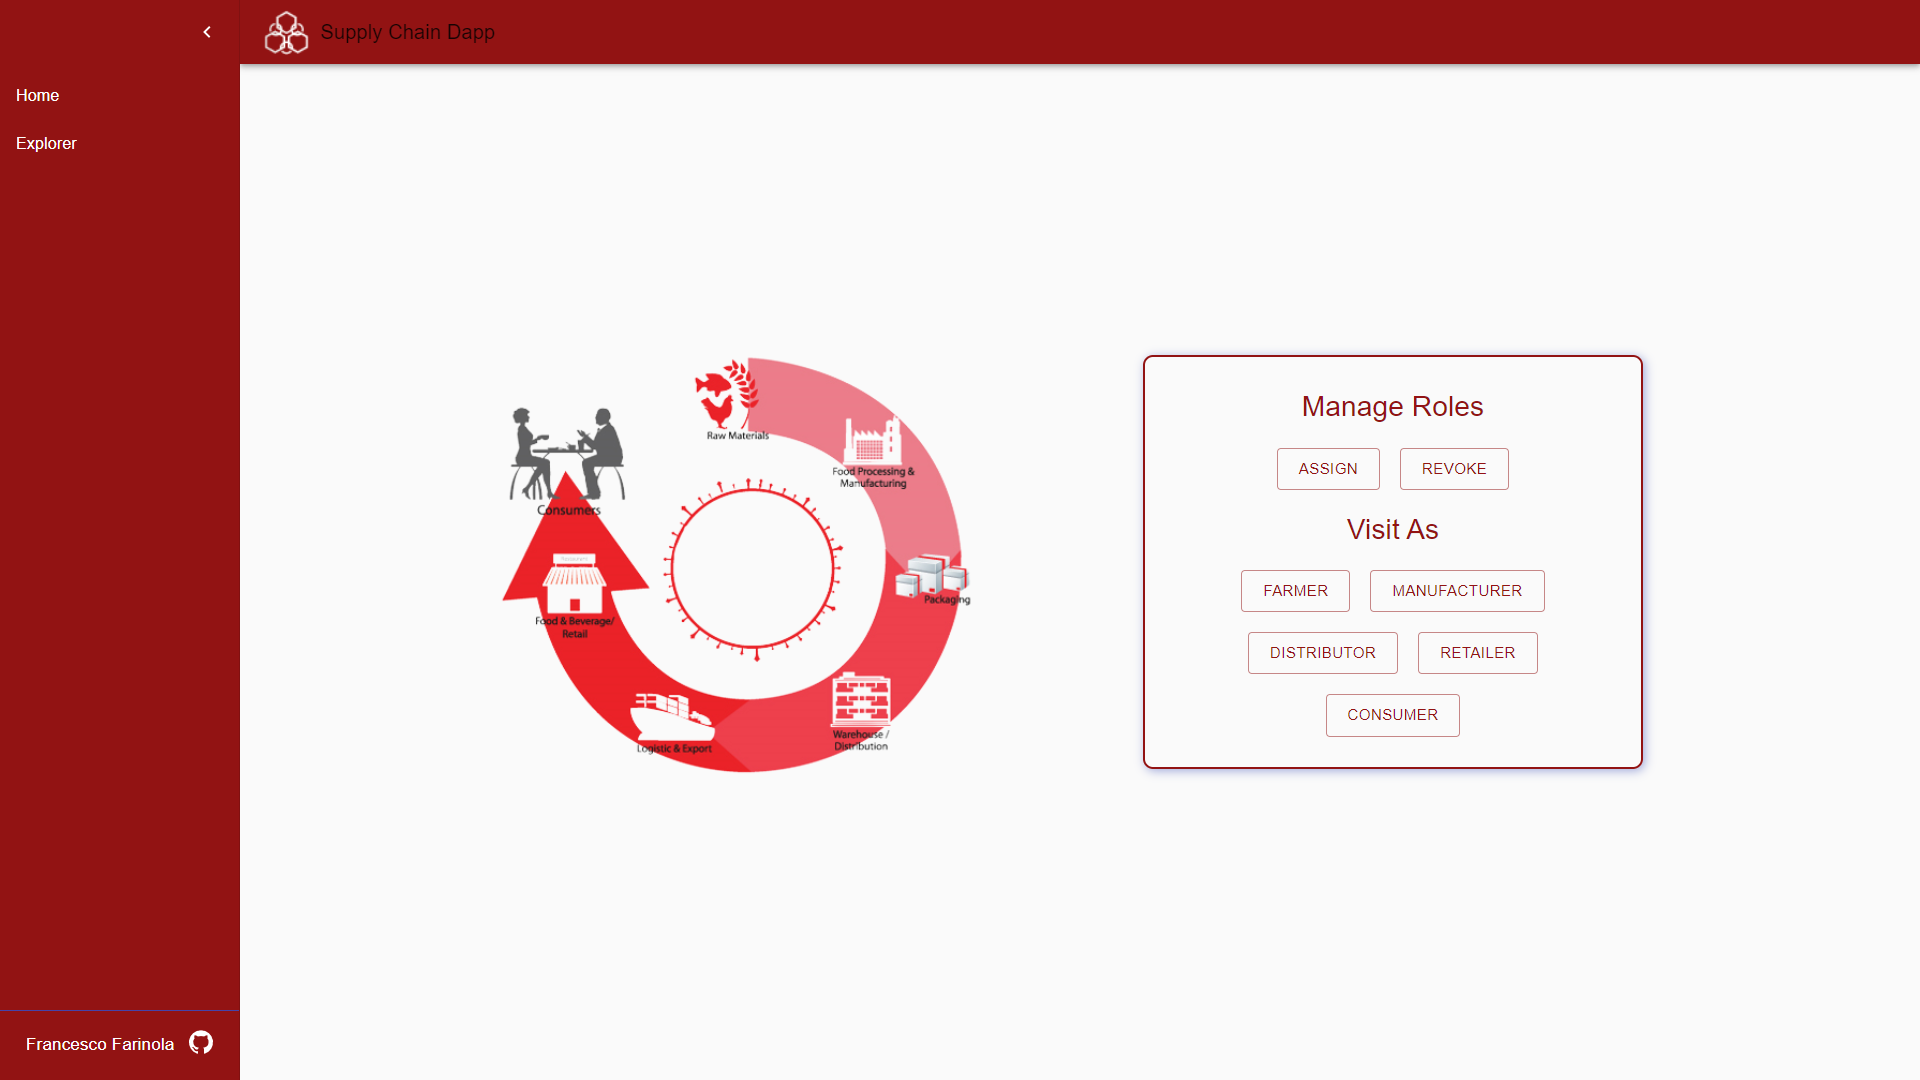 Supply Chain Dapp
Home
Explorer
Raw Materials
Food Processing &
Manufacturing
Consumers
Packaging
Food & Beverage/
Retail
Warehouse /
Distribution
Logistic & Export
Manage Roles
ASSIGN REVOKE
Visit As
FARMER MANUFACTURER
DISTRIBUTOR RETAILER
CONSUMER
Francesco Farinola